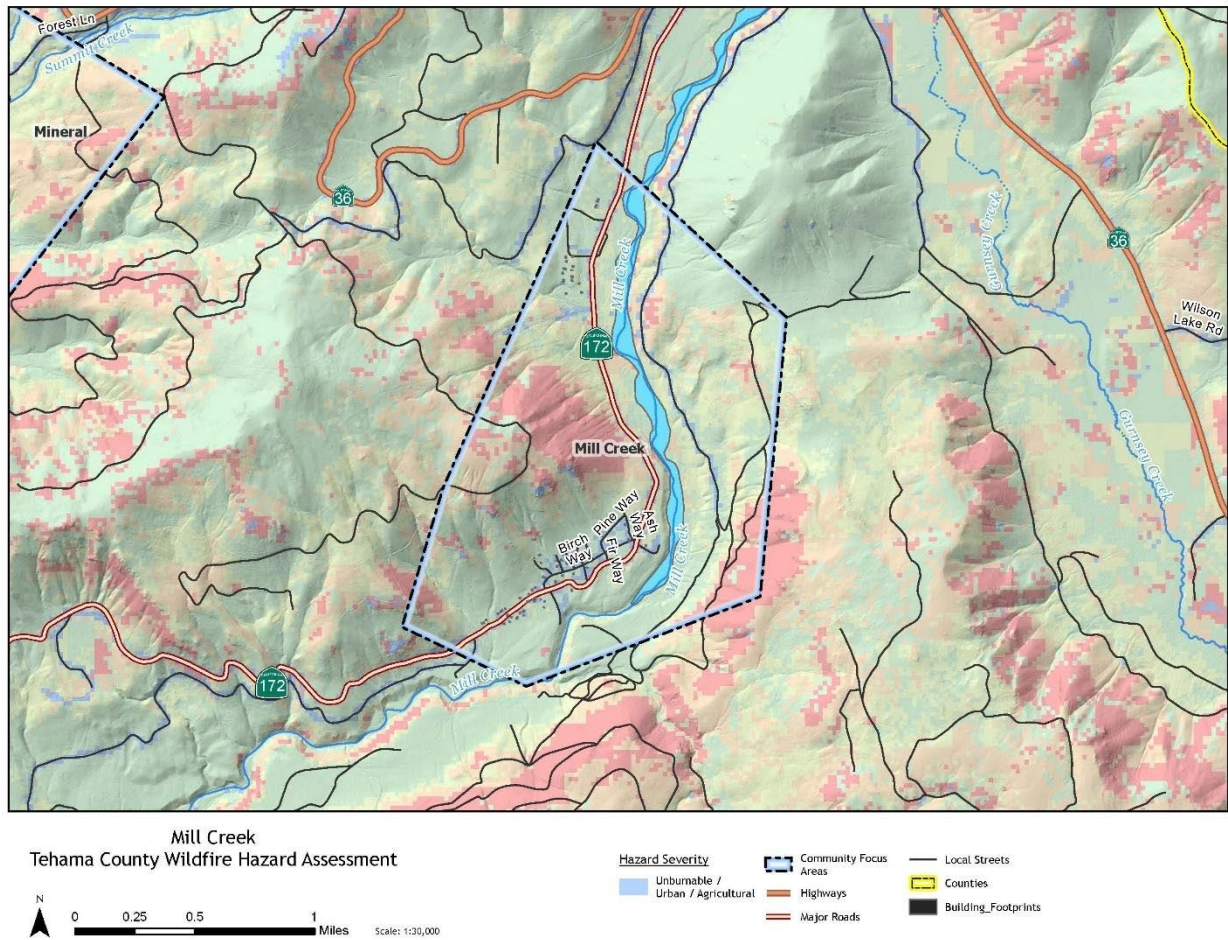 Forest Ln
Summit Creek
Mineral
36
36
Gurnsey Creek
Wilson
Lake Rd
Mill Creek
172
Gurnsey Creek
Mill Creek
Pine Way
Ash
Way
Birch
Way
Fir Way
Mill Creek
172
Mill Creek
Mill Creek
Tehama County Wildfire Hazard Assessment
N
0 0.25 0.5 1
Miles
Scale: 1:30,000
Hazard Severity
Unburnable /
Urban / Agricultural
Community Focus
Areas
Highways
Major Roads
Local Streets
Counties
Building_Footprints